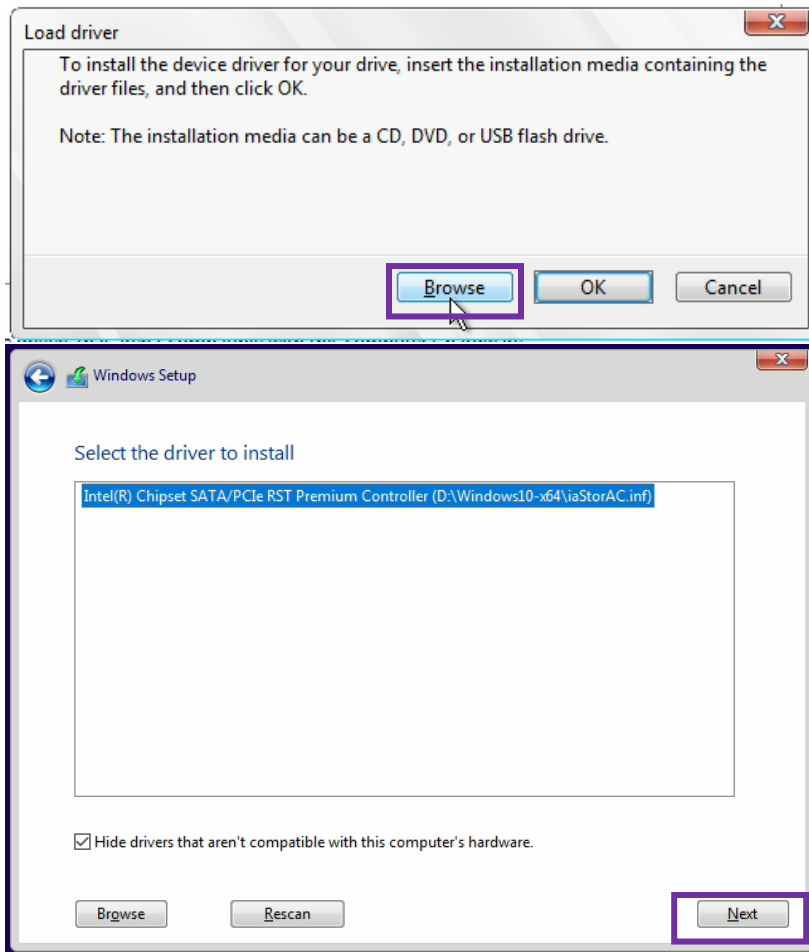 Load driver
To install the device driver for your drive, insert the installation media containing the
driver files, and then click OK.
Note: The installation media can be a CD, DVD, or USB flash drive.
Browse OK Cancel
Windows Setup
Select the driver to install
Intel(R) Chipset SATA/PCIe RST Premium Controller (D:\Windows10-x64\iaStorAC.inf)
Hide drivers that aren't compatible with this computer's hardware.
Browse Rescan Next